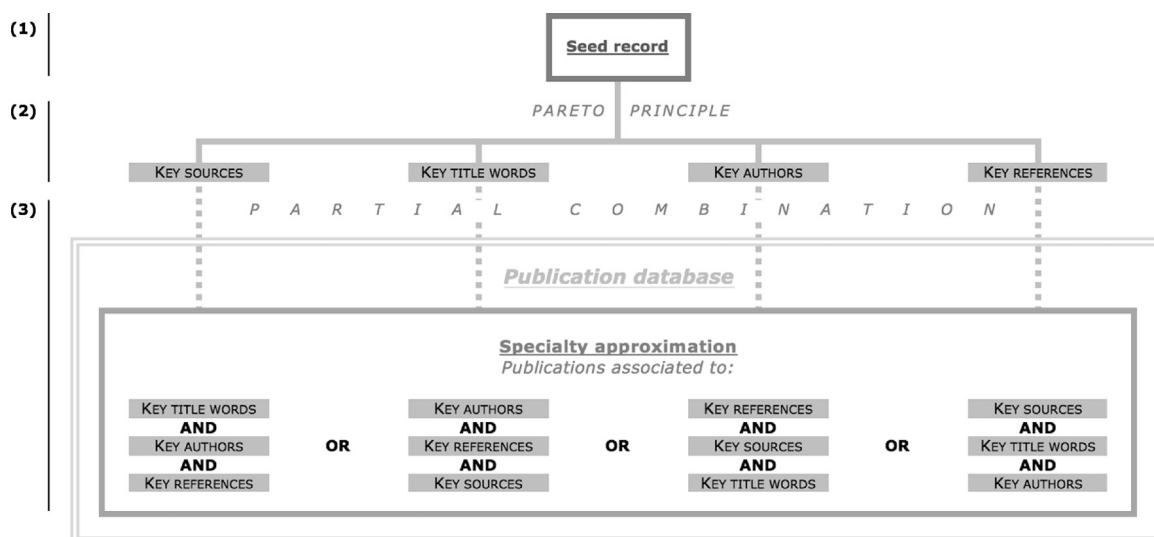 (1)
Seed record
(2)
PARETO PRINCIPLE
KEY SOURCES KEY TITLE WORDS KEY AUTHORS KEY REFERENCES
(3)
PARTIAL COMBINATION
Publication database
Specialty approximation
Publications associated to:
KEY TITLE WORDS KEY AUTHORS KEY REFERENCES KEY SOURCES
AND AND AND AND
KEY AUTHORS OR KEY REFERENCES OR KEY SOURCES OR KEY TITLE WORDS
AND AND AND AND
KEY REFERENCES KEY SOURCES KEY TITLE WORDS KEY AUTHORS